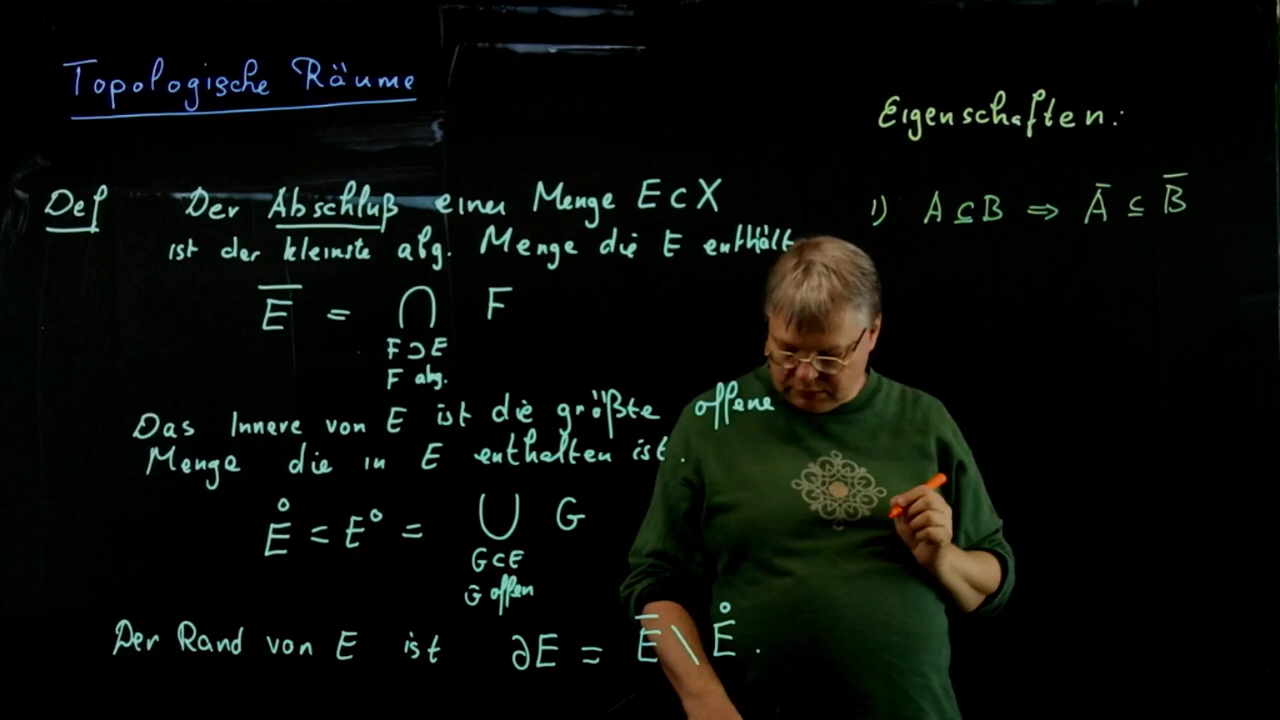 Topologische Räume
Def Der Abschluß einer Menge E ⊂ X
ist der kleinste abg. Menge die E enthält
E̅ = ⋂ F
F ⊃ E
F abg.
Das Innere von E ist die größte offene
Menge die in E enthalten ist.
E̊ = E° = ⋃ G
G ⊂ E
G offen
Der Rand von E ist ∂E = E̅ \ E̊ .
Eigenschaften:
1) A ⊆ B ⇒ A̅ ⊆ B̅